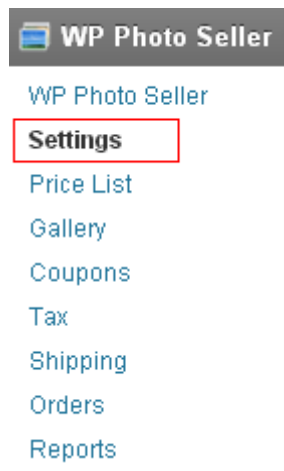 WP Photo Seller
WP Photo Seller
Settings
Price List
Gallery
Coupons
Tax
Shipping
Orders
Reports